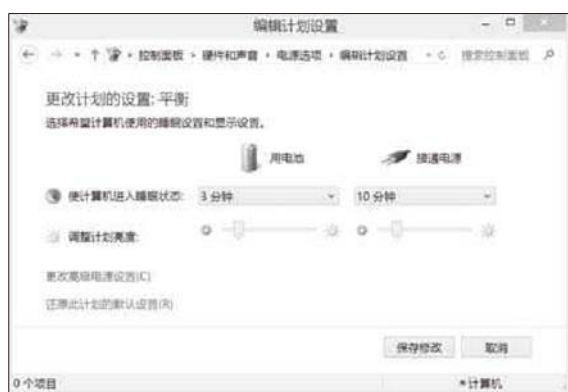 编辑计划设置
控制面板 硬件和声音 电源选项 编辑计划设置 搜索控制面板
更改计划的设置: 平衡
选择希望计算机使用的睡眠设置和显示设置。
用电池 接通电源
使计算机进入睡眠状态: 3 分钟 10 分钟
调整计划亮度:
更改高级电源设置(C)
还原此计划的默认设置(R)
保存修改 取消
0 个项目 计算机